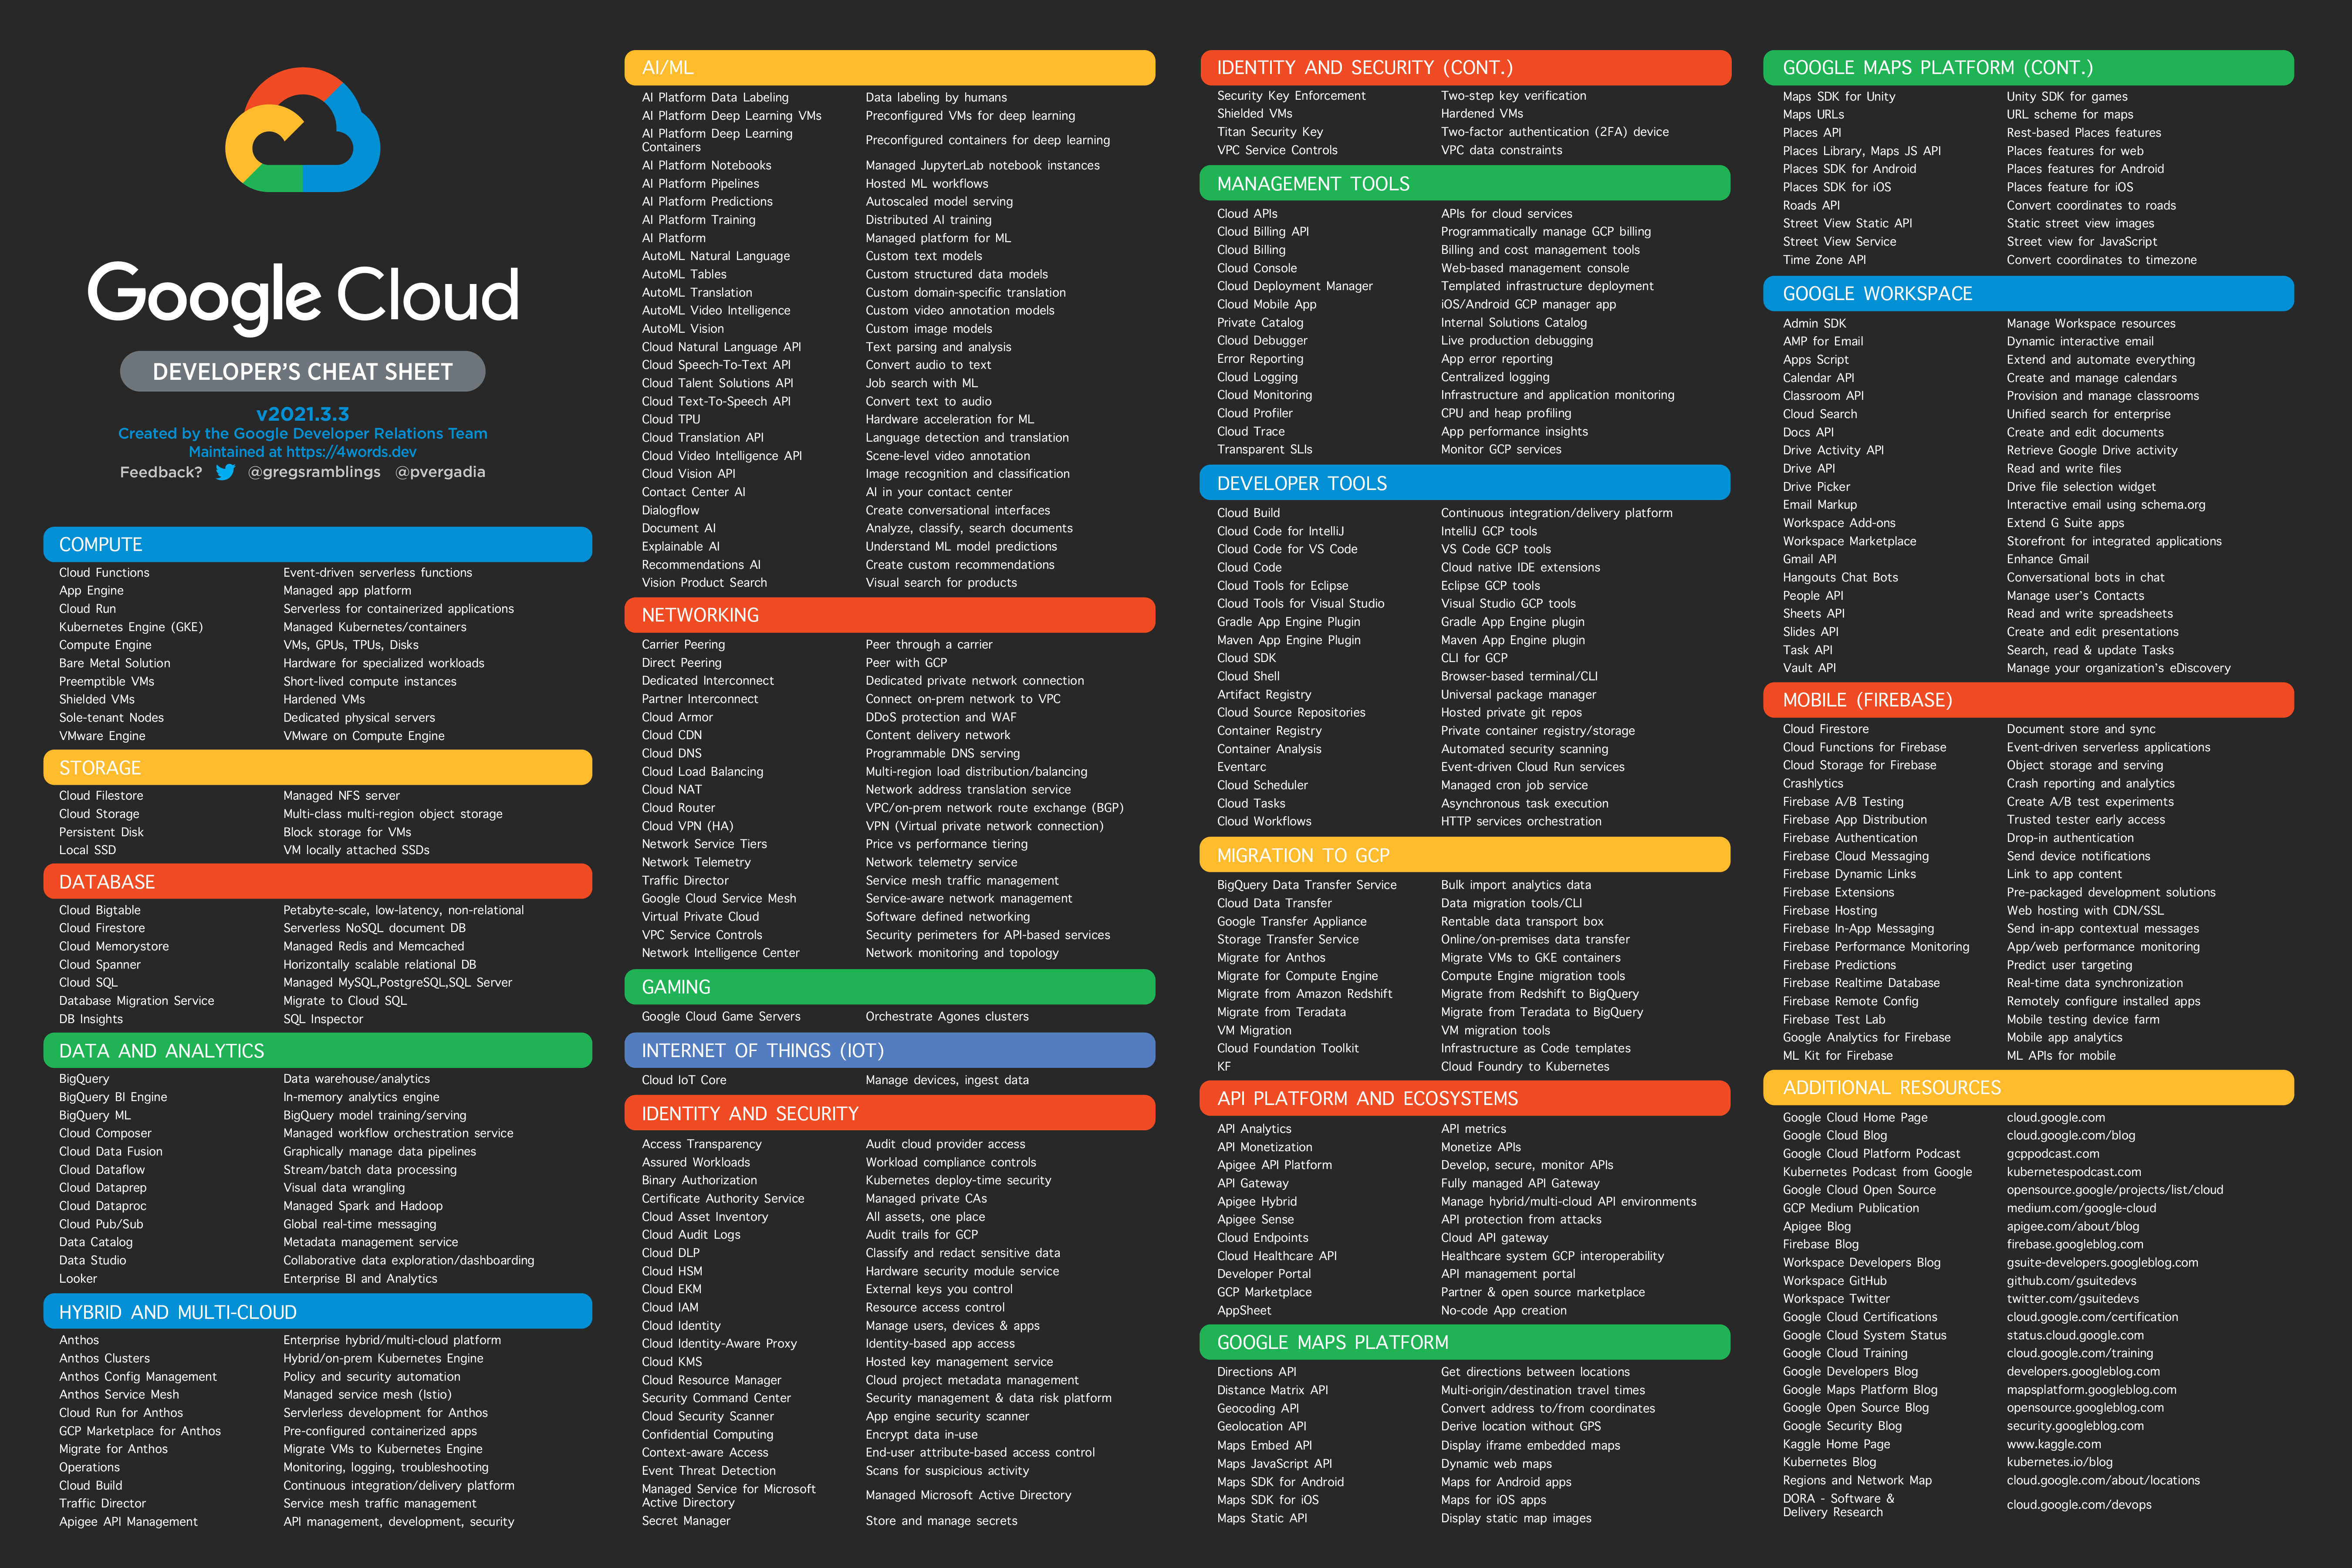 Google Cloud
DEVELOPER'S CHEAT SHEET
v2021.3.3
Created by the Google Developer Relations Team
Maintained at https://4words.dev
Feedback? @gregsramblings @pvergadia
COMPUTE
Cloud Functions Event-driven serverless functions
App Engine Managed app platform
Cloud Run Serverless for containerized applications
Kubernetes Engine (GKE) Managed Kubernetes/containers
Compute Engine VMs, GPUs, TPUs, Disks
Bare Metal Solution Hardware for specialized workloads
Preemptible VMs Short-lived compute instances
Shielded VMs Hardened VMs
Sole-tenant Nodes Dedicated physical servers
VMware Engine VMware on Compute Engine
STORAGE
Cloud Filestore Managed NFS server
Cloud Storage Multi-class multi-region object storage
Persistent Disk Block storage for VMs
Local SSD VM locally attached SSDs
DATABASE
Cloud Bigtable Petabyte-scale, low-latency, non-relational
Cloud Firestore Serverless NoSQL document DB
Cloud Memorystore Managed Redis and Memcached
Cloud Spanner Horizontally scalable relational DB
Cloud SQL Managed MySQL,PostgreSQL,SQL Server
Database Migration Service Migrate to Cloud SQL
DB Insights SQL Inspector
DATA AND ANALYTICS
BigQuery Data warehouse/analytics
BigQuery BI Engine In-memory analytics engine
BigQuery ML BigQuery model training/serving
Cloud Composer Managed workflow orchestration service
Cloud Data Fusion Graphically manage data pipelines
Cloud Dataflow Stream/batch data processing
Cloud Dataprep Visual data wrangling
Cloud Dataproc Managed Spark and Hadoop
Cloud Pub/Sub Global real-time messaging
Data Catalog Metadata management service
Data Studio Collaborative data exploration/dashboarding
Looker Enterprise BI and Analytics
HYBRID AND MULTI-CLOUD
Anthos Enterprise hybrid/multi-cloud platform
Anthos Clusters Hybrid/on-prem Kubernetes Engine
Anthos Config Management Policy and security automation
Anthos Service Mesh Managed service mesh (Istio)
Cloud Run for Anthos Servlerless development for Anthos
GCP Marketplace for Anthos Pre-configured containerized apps
Migrate for Anthos Migrate VMs to Kubernetes Engine
Operations Monitoring, logging, troubleshooting
Cloud Build Continuous integration/delivery platform
Traffic Director Service mesh traffic management
Apigee API Management API management, development, security
AI/ML
AI Platform Data Labeling Data labeling by humans
AI Platform Deep Learning VMs Preconfigured VMs for deep learning
AI Platform Deep Learning
Containers Preconfigured containers for deep learning
AI Platform Notebooks Managed JupyterLab notebook instances
AI Platform Pipelines Hosted ML workflows
AI Platform Predictions Autoscaled model serving
AI Platform Training Distributed AI training
AI Platform Managed platform for ML
AutoML Natural Language Custom text models
AutoML Tables Custom structured data models
AutoML Translation Custom domain-specific translation
AutoML Video Intelligence Custom video annotation models
AutoML Vision Custom image models
Cloud Natural Language API Text parsing and analysis
Cloud Speech-To-Text API Convert audio to text
Cloud Talent Solutions API Job search with ML
Cloud Text-To-Speech API Convert text to audio
Cloud TPU Hardware acceleration for ML
Cloud Translation API Language detection and translation
Cloud Video Intelligence API Scene-level video annotation
Cloud Vision API Image recognition and classification
Contact Center AI AI in your contact center
Dialogflow Create conversational interfaces
Document AI Analyze, classify, search documents
Explainable AI Understand ML model predictions
Recommendations AI Create custom recommendations
Vision Product Search Visual search for products
NETWORKING
Carrier Peering Peer through a carrier
Direct Peering Peer with GCP
Dedicated Interconnect Dedicated private network connection
Partner Interconnect Connect on-prem network to VPC
Cloud Armor DDoS protection and WAF
Cloud CDN Content delivery network
Cloud DNS Programmable DNS serving
Cloud Load Balancing Multi-region load distribution/balancing
Cloud NAT Network address translation service
Cloud Router VPC/on-prem network route exchange (BGP)
Cloud VPN (HA) VPN (Virtual private network connection)
Network Service Tiers Price vs performance tiering
Network Telemetry Network telemetry service
Traffic Director Service mesh traffic management
Google Cloud Service Mesh Service-aware network management
Virtual Private Cloud Software defined networking
VPC Service Controls Security perimeters for API-based services
Network Intelligence Center Network monitoring and topology
GAMING
Google Cloud Game Servers Orchestrate Agones clusters
INTERNET OF THINGS (IOT)
Cloud IoT Core Manage devices, ingest data
IDENTITY AND SECURITY
Access Transparency Audit cloud provider access
Assured Workloads Workload compliance controls
Binary Authorization Kubernetes deploy-time security
Certificate Authority Service Managed private CAs
Cloud Asset Inventory All assets, one place
Cloud Audit Logs Audit trails for GCP
Cloud DLP Classify and redact sensitive data
Cloud HSM Hardware security module service
Cloud EKM External keys you control
Cloud IAM Resource access control
Cloud Identity Manage users, devices & apps
Cloud Identity-Aware Proxy Identity-based app access
Cloud KMS Hosted key management service
Cloud Resource Manager Cloud project metadata management
Security Command Center Security management & data risk platform
Cloud Security Scanner App engine security scanner
Confidential Computing Encrypt data in-use
Context-aware Access End-user attribute-based access control
Event Threat Detection Scans for suspicious activity
Managed Service for Microsoft
Active Directory Managed Microsoft Active Directory
Secret Manager Store and manage secrets
IDENTITY AND SECURITY (CONT.)
Security Key Enforcement Two-step key verification
Shielded VMs Hardened VMs
Titan Security Key Two-factor authentication (2FA) device
VPC Service Controls VPC data constraints
MANAGEMENT TOOLS
Cloud APIs APIs for cloud services
Cloud Billing API Programmatically manage GCP billing
Cloud Billing Billing and cost management tools
Cloud Console Web-based management console
Cloud Deployment Manager Templated infrastructure deployment
Cloud Mobile App iOS/Android GCP manager app
Private Catalog Internal Solutions Catalog
Cloud Debugger Live production debugging
Error Reporting App error reporting
Cloud Logging Centralized logging
Cloud Monitoring Infrastructure and application monitoring
Cloud Profiler CPU and heap profiling
Cloud Trace App performance insights
Transparent SLIs Monitor GCP services
DEVELOPER TOOLS
Cloud Build Continuous integration/delivery platform
Cloud Code for IntelliJ IntelliJ GCP tools
Cloud Code for VS Code VS Code GCP tools
Cloud Code Cloud native IDE extensions
Cloud Tools for Eclipse Eclipse GCP tools
Cloud Tools for Visual Studio Visual Studio GCP tools
Gradle App Engine Plugin Gradle App Engine plugin
Maven App Engine Plugin Maven App Engine plugin
Cloud SDK CLI for GCP
Cloud Shell Browser-based terminal/CLI
Artifact Registry Universal package manager
Cloud Source Repositories Hosted private git repos
Container Registry Private container registry/storage
Container Analysis Automated security scanning
Eventarc Event-driven Cloud Run services
Cloud Scheduler Managed cron job service
Cloud Tasks Asynchronous task execution
Cloud Workflows HTTP services orchestration
MIGRATION TO GCP
BigQuery Data Transfer Service Bulk import analytics data
Cloud Data Transfer Data migration tools/CLI
Google Transfer Appliance Rentable data transport box
Storage Transfer Service Online/on-premises data transfer
Migrate for Anthos Migrate VMs to GKE containers
Migrate for Compute Engine Compute Engine migration tools
Migrate from Amazon Redshift Migrate from Redshift to BigQuery
Migrate from Teradata Migrate from Teradata to BigQuery
VM Migration VM migration tools
Cloud Foundation Toolkit Infrastructure as Code templates
KF Cloud Foundry to Kubernetes
API PLATFORM AND ECOSYSTEMS
API Analytics API metrics
API Monetization Monetize APIs
Apigee API Platform Develop, secure, monitor APIs
API Gateway Fully managed API Gateway
Apigee Hybrid Manage hybrid/multi-cloud API environments
Apigee Sense API protection from attacks
Cloud Endpoints Cloud API gateway
Cloud Healthcare API Healthcare system GCP interoperability
Developer Portal API management portal
GCP Marketplace Partner & open source marketplace
AppSheet No-code App creation
GOOGLE MAPS PLATFORM
Directions API Get directions between locations
Distance Matrix API Multi-origin/destination travel times
Geocoding API Convert address to/from coordinates
Geolocation API Derive location without GPS
Maps Embed API Display iframe embedded maps
Maps JavaScript API Dynamic web maps
Maps SDK for Android Maps for Android apps
Maps SDK for iOS Maps for iOS apps
Maps Static API Display static map images
GOOGLE MAPS PLATFORM (CONT.)
Maps SDK for Unity Unity SDK for games
Maps URLs URL scheme for maps
Places API Rest-based Places features
Places Library, Maps JS API Places features for web
Places SDK for Android Places features for Android
Places SDK for iOS Places feature for iOS
Roads API Convert coordinates to roads
Street View Static API Static street view images
Street View Service Street view for JavaScript
Time Zone API Convert coordinates to timezone
GOOGLE WORKSPACE
Admin SDK Manage Workspace resources
AMP for Email Dynamic interactive email
Apps Script Extend and automate everything
Calendar API Create and manage calendars
Classroom API Provision and manage classrooms
Cloud Search Unified search for enterprise
Docs API Create and edit documents
Drive Activity API Retrieve Google Drive activity
Drive API Read and write files
Drive Picker Drive file selection widget
Email Markup Interactive email using schema.org
Workspace Add-ons Extend G Suite apps
Workspace Marketplace Storefront for integrated applications
Gmail API Enhance Gmail
Hangouts Chat Bots Conversational bots in chat
People API Manage user's Contacts
Sheets API Read and write spreadsheets
Slides API Create and edit presentations
Task API Search, read & update Tasks
Vault API Manage your organization's eDiscovery
MOBILE (FIREBASE)
Cloud Firestore Document store and sync
Cloud Functions for Firebase Event-driven serverless applications
Cloud Storage for Firebase Object storage and serving
Crashlytics Crash reporting and analytics
Firebase A/B Testing Create A/B test experiments
Firebase App Distribution Trusted tester early access
Firebase Authentication Drop-in authentication
Firebase Cloud Messaging Send device notifications
Firebase Dynamic Links Link to app content
Firebase Extensions Pre-packaged development solutions
Firebase Hosting Web hosting with CDN/SSL
Firebase In-App Messaging Send in-app contextual messages
Firebase Performance Monitoring App/web performance monitoring
Firebase Predictions Predict user targeting
Firebase Realtime Database Real-time data synchronization
Firebase Remote Config Remotely configure installed apps
Firebase Test Lab Mobile testing device farm
Google Analytics for Firebase Mobile app analytics
ML Kit for Firebase ML APIs for mobile
ADDITIONAL RESOURCES
Google Cloud Home Page cloud.google.com
Google Cloud Blog cloud.google.com/blog
Google Cloud Platform Podcast gcppodcast.com
Kubernetes Podcast from Google kubernetespodcast.com
Google Cloud Open Source opensource.google/projects/list/cloud
GCP Medium Publication medium.com/google-cloud
Apigee Blog apigee.com/about/blog
Firebase Blog firebase.googleblog.com
Workspace Developers Blog gsuite-developers.googleblog.com
Workspace GitHub github.com/gsuitedevs
Workspace Twitter twitter.com/gsuitedevs
Google Cloud Certifications cloud.google.com/certification
Google Cloud System Status status.cloud.google.com
Google Cloud Training cloud.google.com/training
Google Developers Blog developers.googleblog.com
Google Maps Platform Blog mapsplatform.googleblog.com
Google Open Source Blog opensource.googleblog.com
Google Security Blog security.googleblog.com
Kaggle Home Page www.kaggle.com
Kubernetes Blog kubernetes.io/blog
Regions and Network Map cloud.google.com/about/locations
DORA - Software &
Delivery Research cloud.google.com/devops